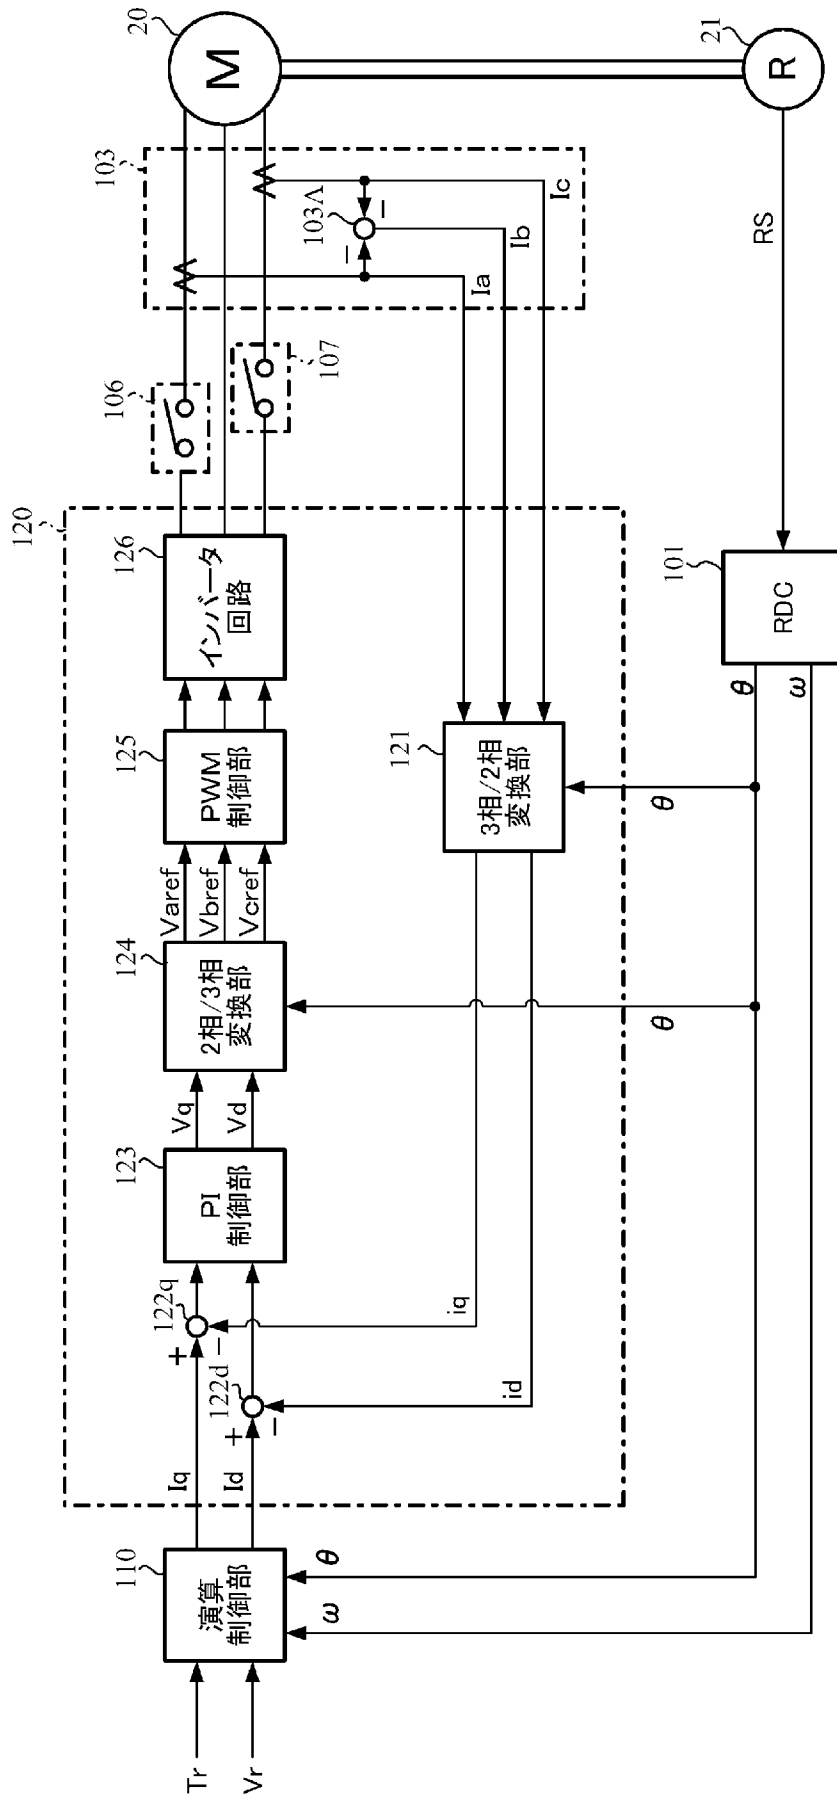 Tr
Vr
110
演算
制御部
ω
θ
Iq
Id
120
122q
+
−
122d
+
−
iq
id
123
PI
制御部
Vq
Vd
124
2相/3相
変換部
θ
Varef
Vbref
Vcref
125
PWM
制御部
126
インバータ
回路
121
3相/2相
変換部
θ
106
107
103
103A
−
−
Ia
Ib
Ic
20
M
21
R
RS
101
RDC
θ
ω